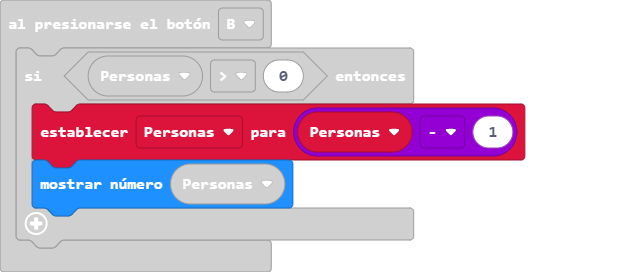 al presionarse el botón B
si Personas > 0 entonces
establecer Personas para Personas - 1
mostrar número Personas